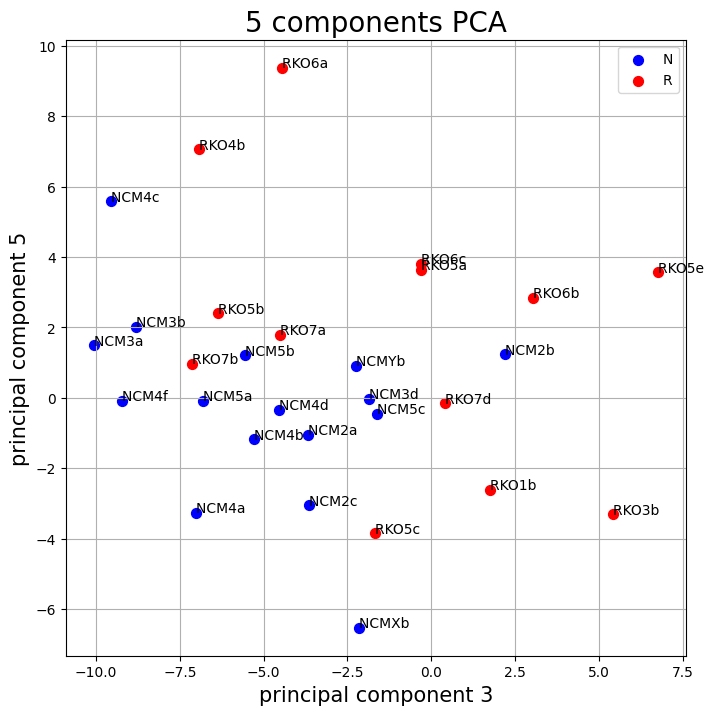 5 components PCA
N
R
10
8
6
4
2
0
−2
−4
−6
principal component 5
RKO6a
RKO4b
NCM4c
RKO6c
RKO5a
RKO5e
RKO6b
RKO5b
NCM3b
RKO7a
NCM3a
NCM5b
NCM2b
RKO7b
NCMYb
NCM4f
NCM5a
NCM3d
RKO7d
NCM4d
NCM5c
NCM2a
NCM4b
RKO1b
NCM2c
NCM4a
RKO3b
RKO5c
NCMXb
−10.0
−7.5
−5.0
−2.5
0.0
2.5
5.0
7.5
principal component 3